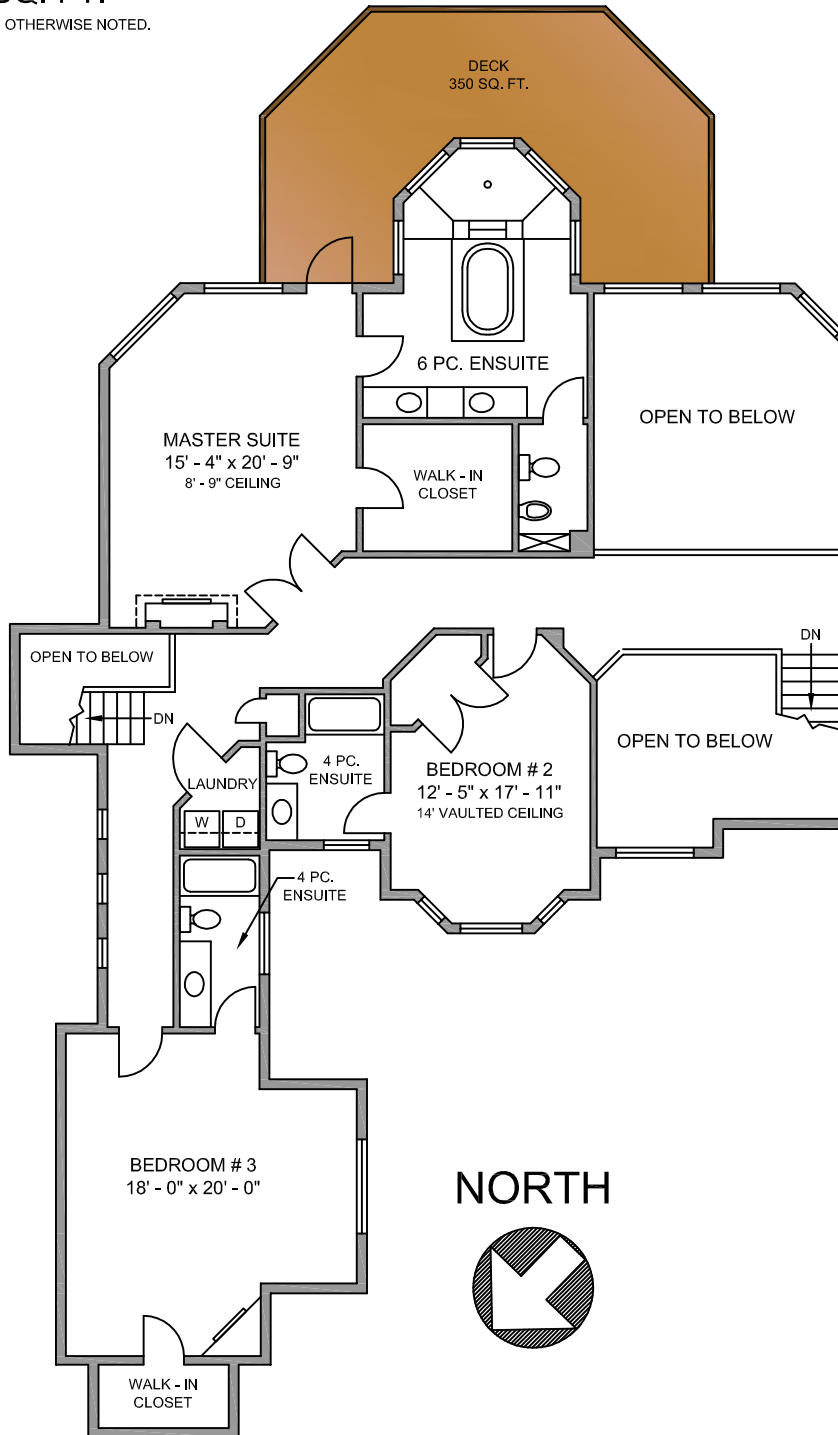 OTHERWISE NOTED.
DECK
350 SQ. FT.
6 PC. ENSUITE
MASTER SUITE
15' - 4" x 20' - 9"
8' - 9" CEILING
WALK - IN
CLOSET
OPEN TO BELOW
OPEN TO BELOW
DN
DN
OPEN TO BELOW
LAUNDRY
W
D
4 PC.
ENSUITE
BEDROOM # 2
12' - 5" x 17' - 11"
14' VAULTED CEILING
4 PC.
ENSUITE
BEDROOM # 3
18' - 0" x 20' - 0"
NORTH
WALK - IN
CLOSET